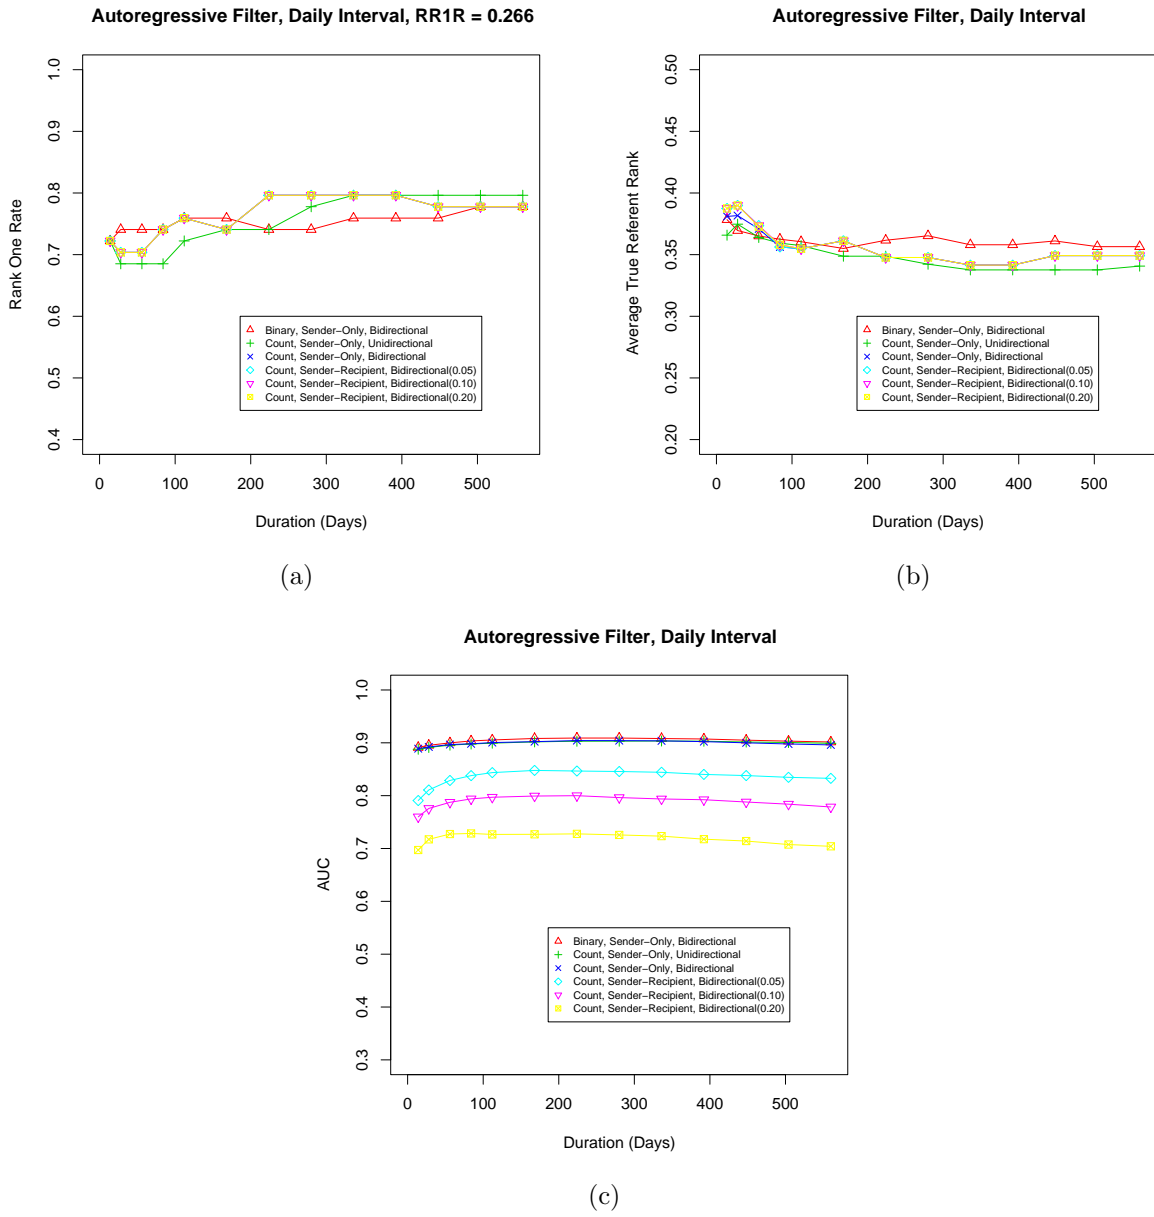 Autoregressive Filter, Daily Interval, RR1R = 0.266
Rank One Rate
1.0
0.9
0.8
0.7
0.6
0.5
0.4
Binary, Sender−Only, Bidirectional
Count, Sender−Only, Unidirectional
Count, Sender−Only, Bidirectional
Count, Sender−Recipient, Bidirectional(0.05)
Count, Sender−Recipient, Bidirectional(0.10)
Count, Sender−Recipient, Bidirectional(0.20)
0 100 200 300 400 500
Duration (Days)
(a)
Autoregressive Filter, Daily Interval
Average True Referent Rank
0.50
0.45
0.40
0.35
0.30
0.25
0.20
Binary, Sender−Only, Bidirectional
Count, Sender−Only, Unidirectional
Count, Sender−Only, Bidirectional
Count, Sender−Recipient, Bidirectional(0.05)
Count, Sender−Recipient, Bidirectional(0.10)
Count, Sender−Recipient, Bidirectional(0.20)
0 100 200 300 400 500
Duration (Days)
(b)
Autoregressive Filter, Daily Interval
AUC
1.0
0.9
0.8
0.7
0.6
0.5
0.4
0.3
Binary, Sender−Only, Bidirectional
Count, Sender−Only, Unidirectional
Count, Sender−Only, Bidirectional
Count, Sender−Recipient, Bidirectional(0.05)
Count, Sender−Recipient, Bidirectional(0.10)
Count, Sender−Recipient, Bidirectional(0.20)
0 100 200 300 400 500
Duration (Days)
(c)